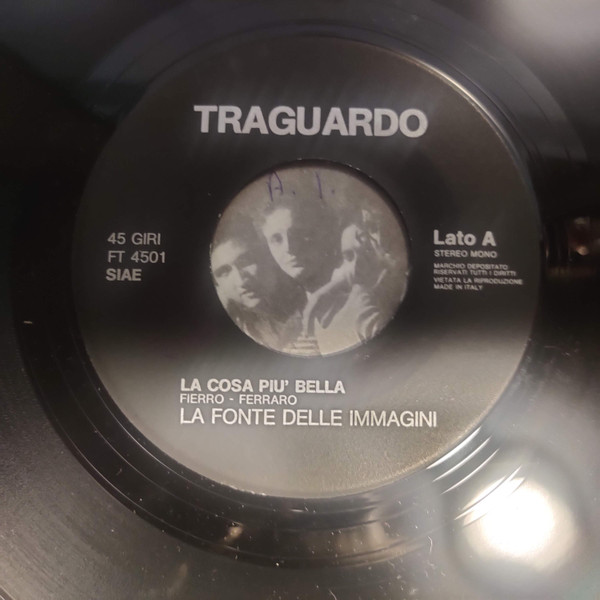 TRAGUARDO
A. I.
45 GIRI
FT 4501
SIAE
Lato A
STEREO MONO
MARCHIO DEPOSITATO
RISERVATI TUTTI I DIRITTI
VIETATA LA RIPRODUZIONE
MADE IN ITALY
LA COSA PIU' BELLA
FIERRO - FERRARO
LA FONTE DELLE IMMAGINI